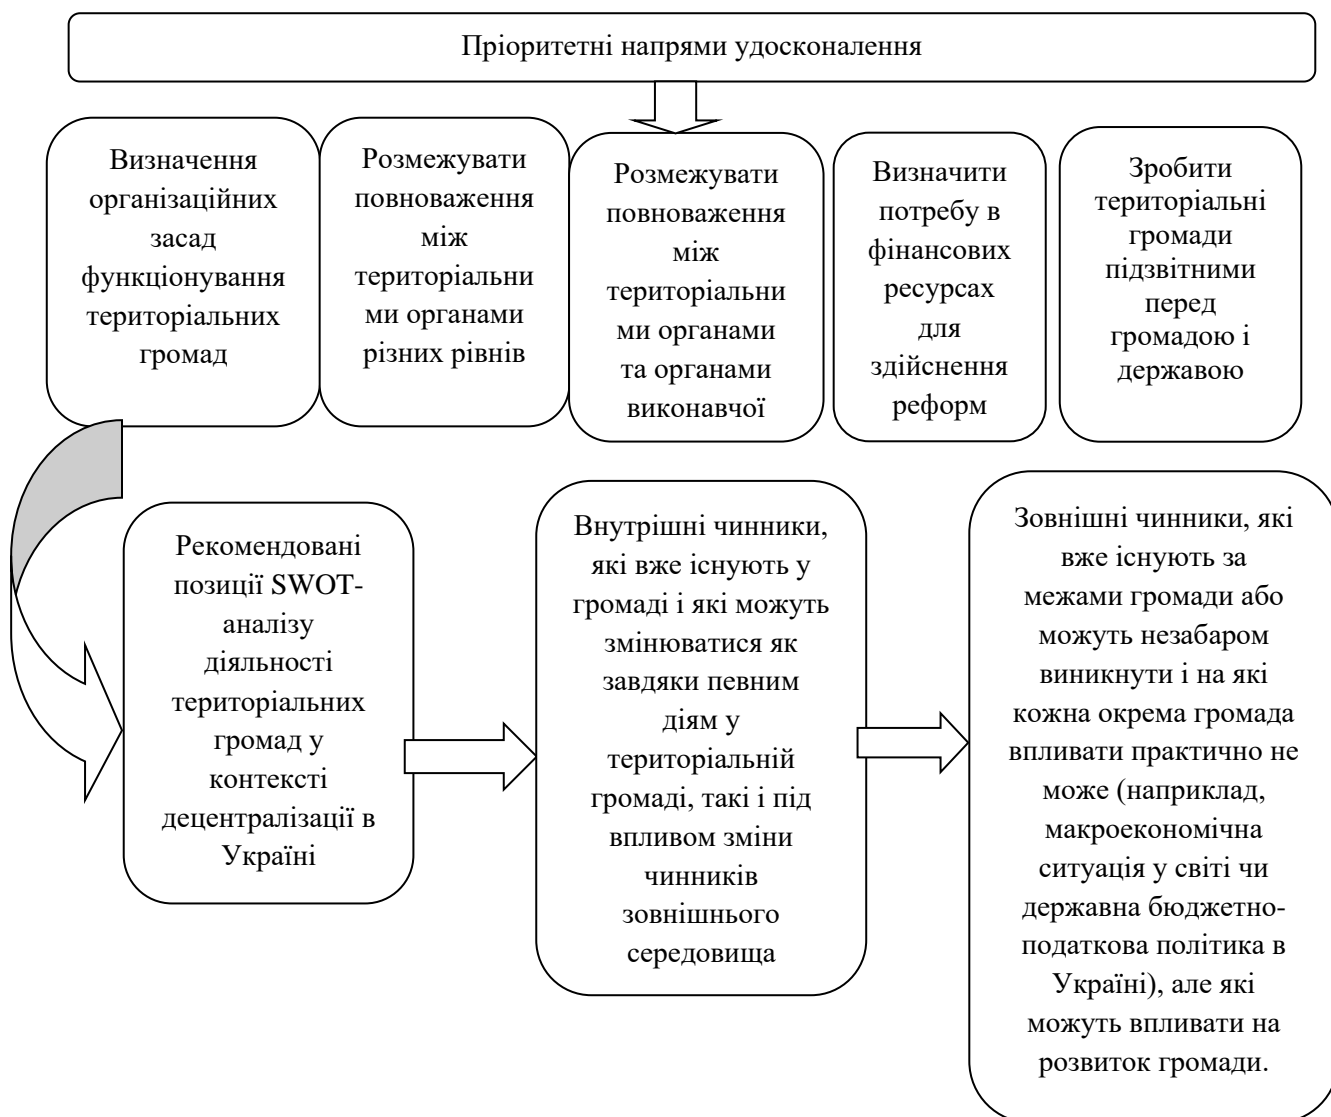 Пріоритетні напрями удосконалення
Визначення
організаційних
засад
функціонування
територіальних
громад
Розмежувати
повноваження
між
територіальни
ми органами
різних рівнів
Розмежувати
повноваження
між
територіальни
ми органами
та органами
виконавчої
Визначити
потребу в
фінансових
ресурсах
для
здійснення
реформ
Зробити
територіальні
громади
підзвітними
перед
громадою і
державою
Рекомендовані
позиції SWOT-
аналізу
діяльності
територіальних
громад у
контексті
децентралізації в
Україні
Внутрішні чинники,
які вже існують у
громаді і які можуть
змінюватися як
завдяки певним
діям у
територіальній
громаді, такі і під
впливом зміни
чинників
зовнішнього
середовища
Зовнішні чинники, які
вже існують за
межами громади або
можуть незабаром
виникнути і на які
кожна окрема громада
впливати практично не
може (наприклад,
макроекономічна
ситуація у світі чи
державна бюджетно-
податкова політика в
Україні), але які
можуть впливати на
розвиток громади.